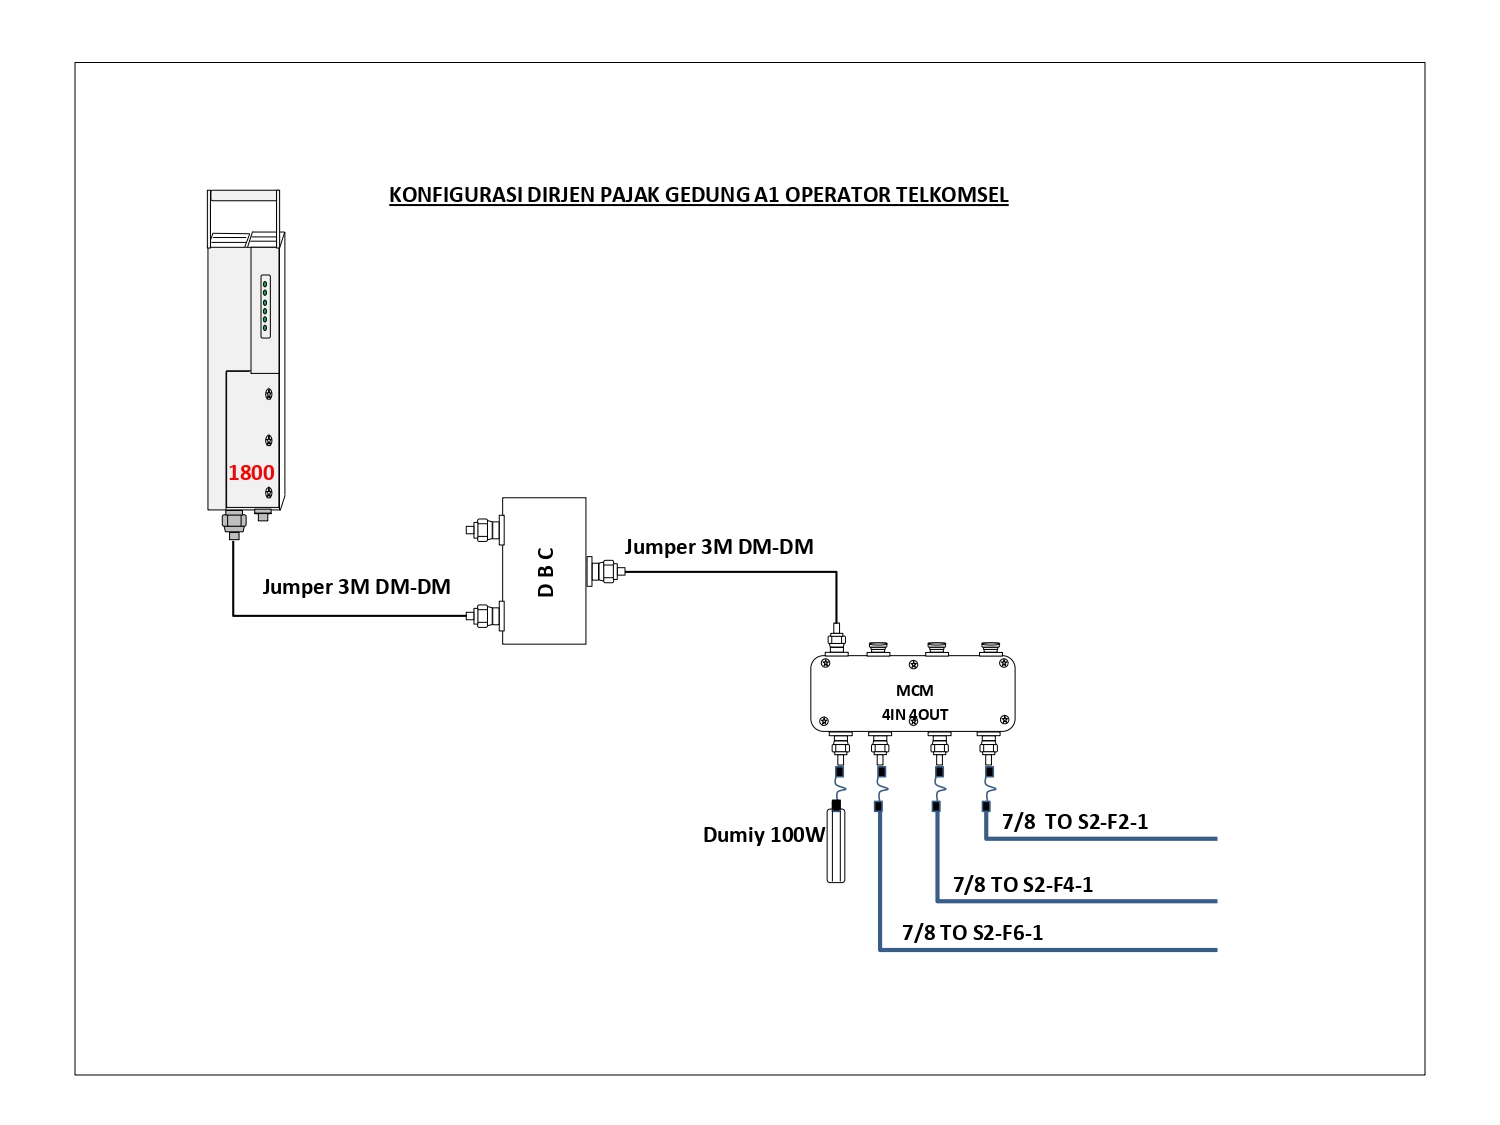 KONFIGURASI DIRJEN PAJAK GEDUNG A1 OPERATOR TELKOMSEL
1800
Jumper 3M DM-DM
D B C
Jumper 3M DM-DM
MCM
4IN 4OUT
Dumiy 100W
7/8 TO S2-F2-1
7/8 TO S2-F4-1
7/8 TO S2-F6-1